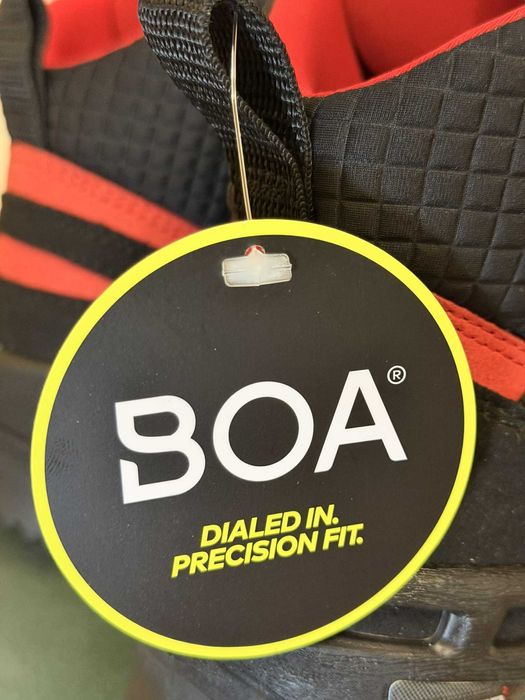 BOA®
DIALED IN.
PRECISION FIT.